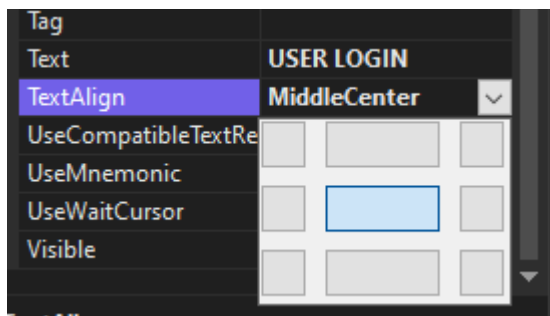 Tag
Text USER LOGIN
TextAlign MiddleCenter
UseCompatibleTextRe
UseMnemonic
UseWaitCursor
Visible